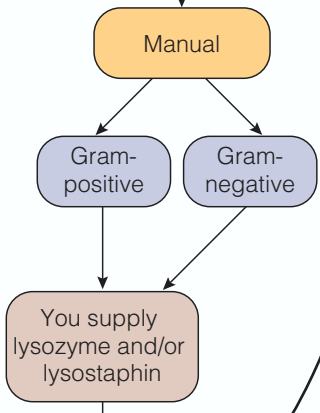 Manual
Gram-
positive
Gram-
negative
You supply
lysozyme and/or
lysostaphin